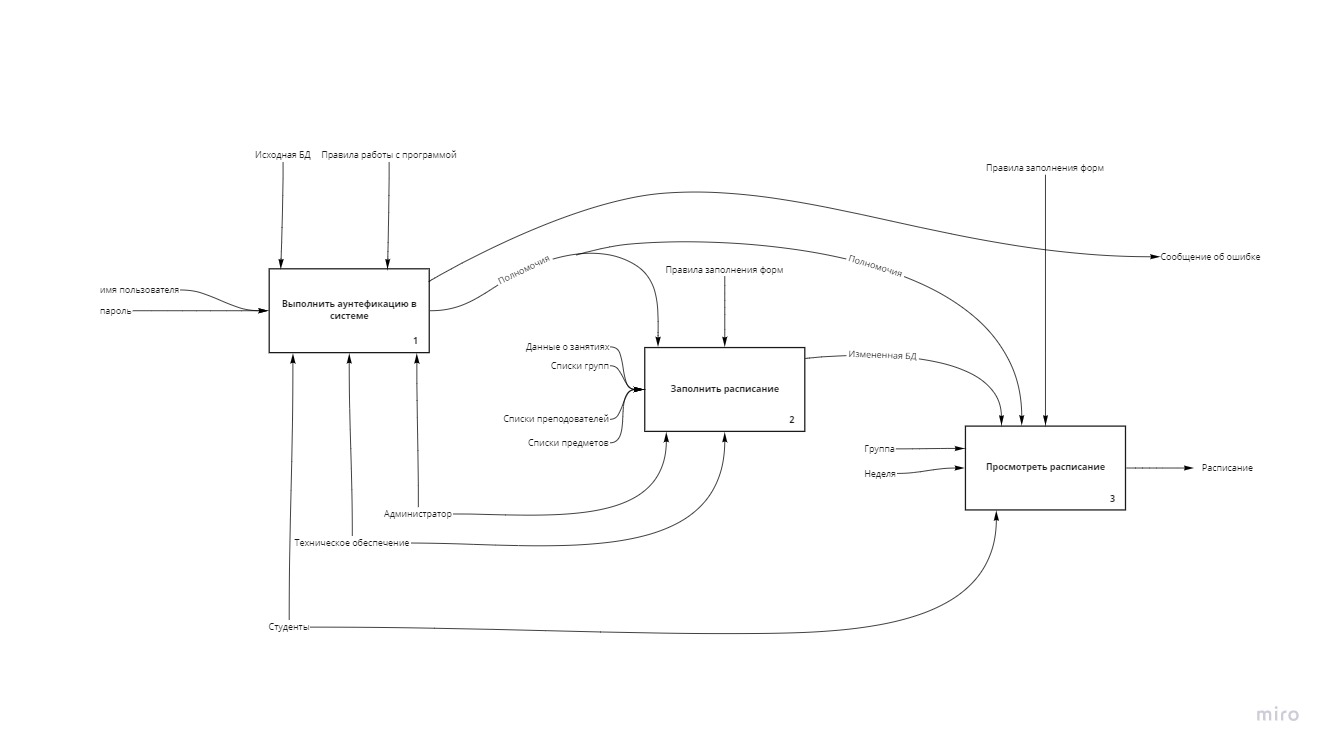 Исходная БД
Правила работы с программой
Правила заполнения форм
Сообщение об ошибке
Полномочия
Полномочия
Правила заполнения форм
имя пользователя
пароль
Выполнить аунтефикацию в
системе
1
Данные о занятиях
Списки групп
Списки преподователей
Списки предметов
Заполнить расписание
2
Измененная БД
Группа
Неделя
Просмотреть расписание
3
Расписание
Администратор
Техническое обеспечение
Студенты
miro